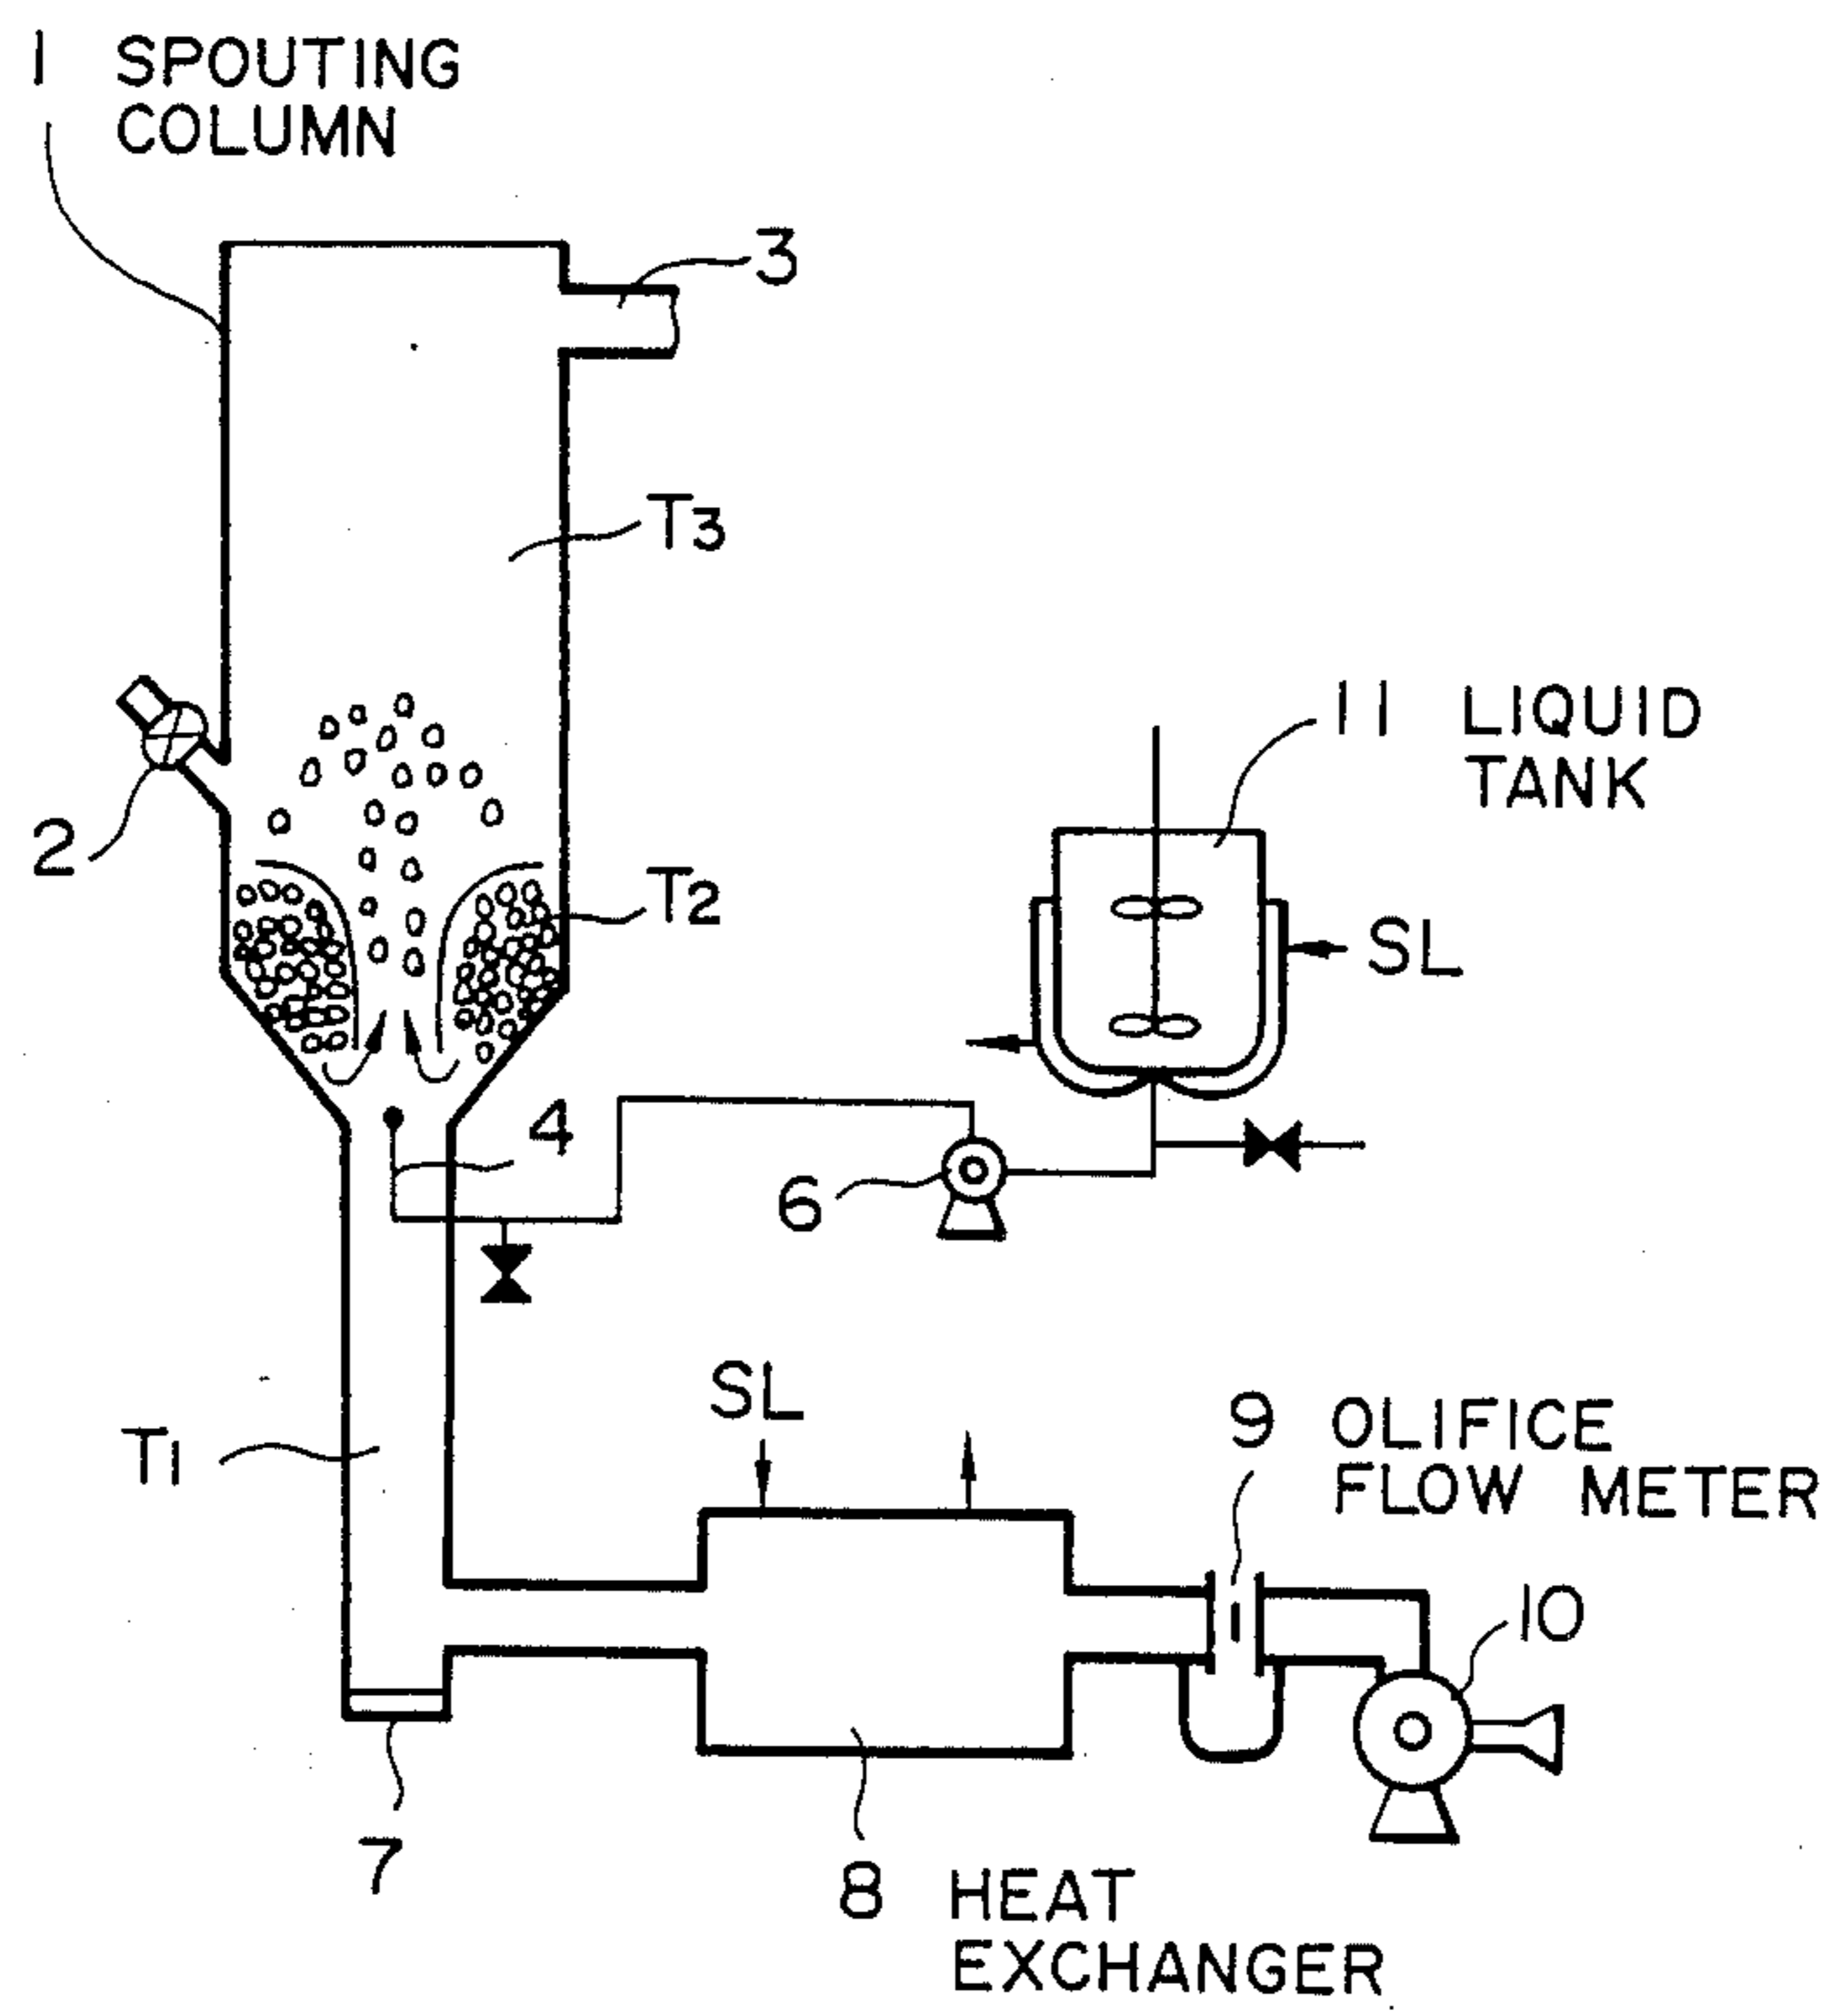 1 SPOUTING
COLUMN
3
T3
11 LIQUID
TANK
2
T2
SL
4
6
SL
9 OLIFICE
FLOW METER
T1
10
7
8 HEAT
EXCHANGER